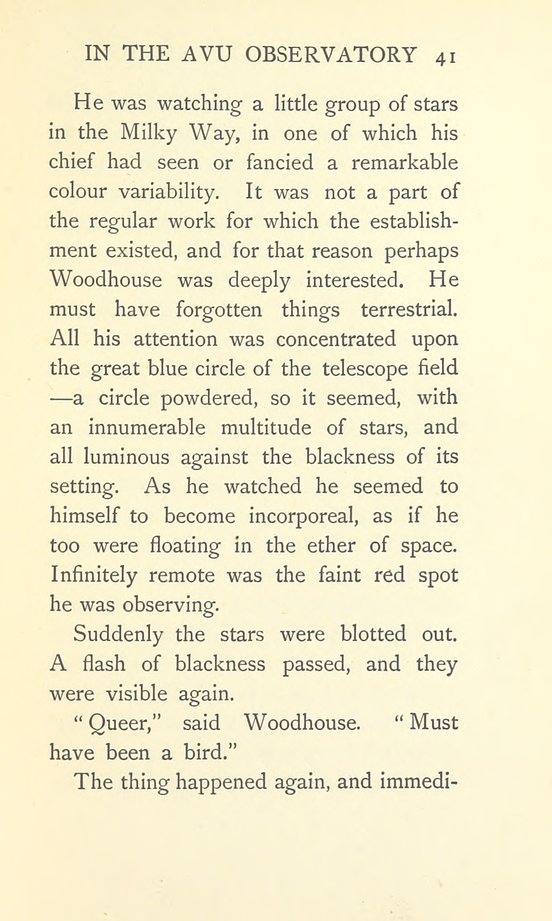 IN THE AVU OBSERVATORY 41
He was watching a little group of stars
in the Milky Way, in one of which his
chief had seen or fancied a remarkable
colour variability. It was not a part of
the regular work for which the establish-
ment existed, and for that reason perhaps
Woodhouse was deeply interested. He
must have forgotten things terrestrial.
All his attention was concentrated upon
the great blue circle of the telescope field
—a circle powdered, so it seemed, with
an innumerable multitude of stars, and
all luminous against the blackness of its
setting. As he watched he seemed to
himself to become incorporeal, as if he
too were floating in the ether of space.
Infinitely remote was the faint red spot
he was observing.
Suddenly the stars were blotted out.
A flash of blackness passed, and they
were visible again.
“Queer,” said Woodhouse. “Must
have been a bird.”
The thing happened again, and immedi-